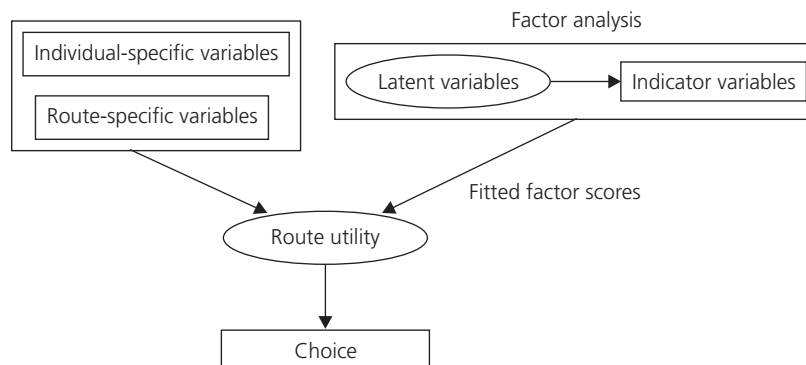 Factor analysis
Individual-specific variables
Route-specific variables
Latent variables
Indicator variables
Fitted factor scores
Route utility
Choice